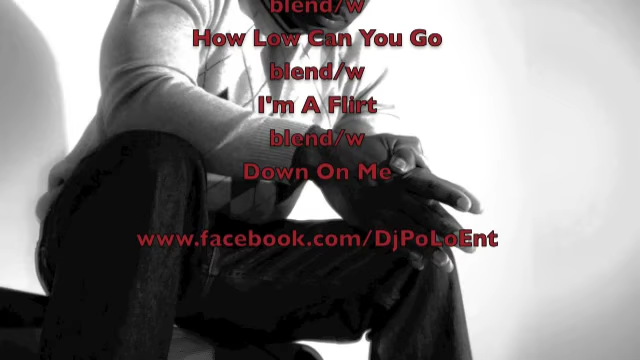 blend/w
How Low Can You Go
blend/w
I'm A Flirt
blend/w
Down On Me
www.facebook.com/DjPoLoEnt